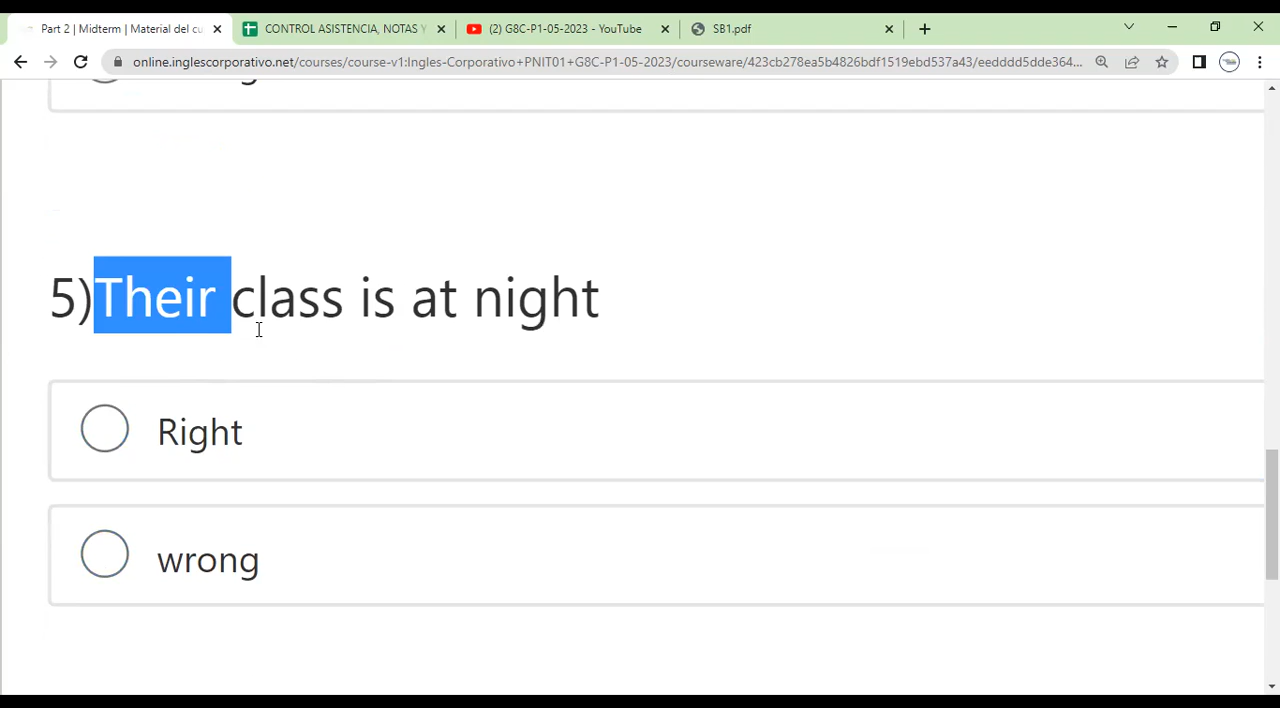 Part 2 | Midterm | Material del cu
CONTROL ASISTENCIA, NOTAS Y
(2) G8C-P1-05-2023 - YouTube
SB1.pdf
online.inglescorporativo.net/courses/course-v1:Ingles-Corporativo+PNIT01+G8C-P1-05-2023/courseware/423cb278ea5b4826bdf1519ebd537a43/eedddd5dde364...
5)Their class is at night
Right
wrong